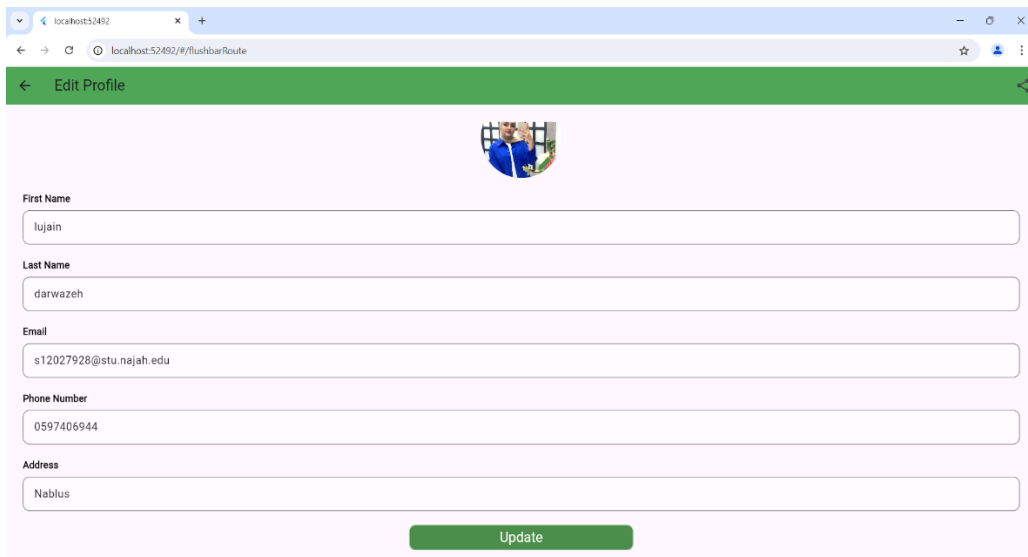 localhost:52492
localhost:52492/#/flushbarRoute
Edit Profile
First Name
lujain
Last Name
darwazeh
Email
s12027928@stu.najah.edu
Phone Number
0597406944
Address
Nablus
Update